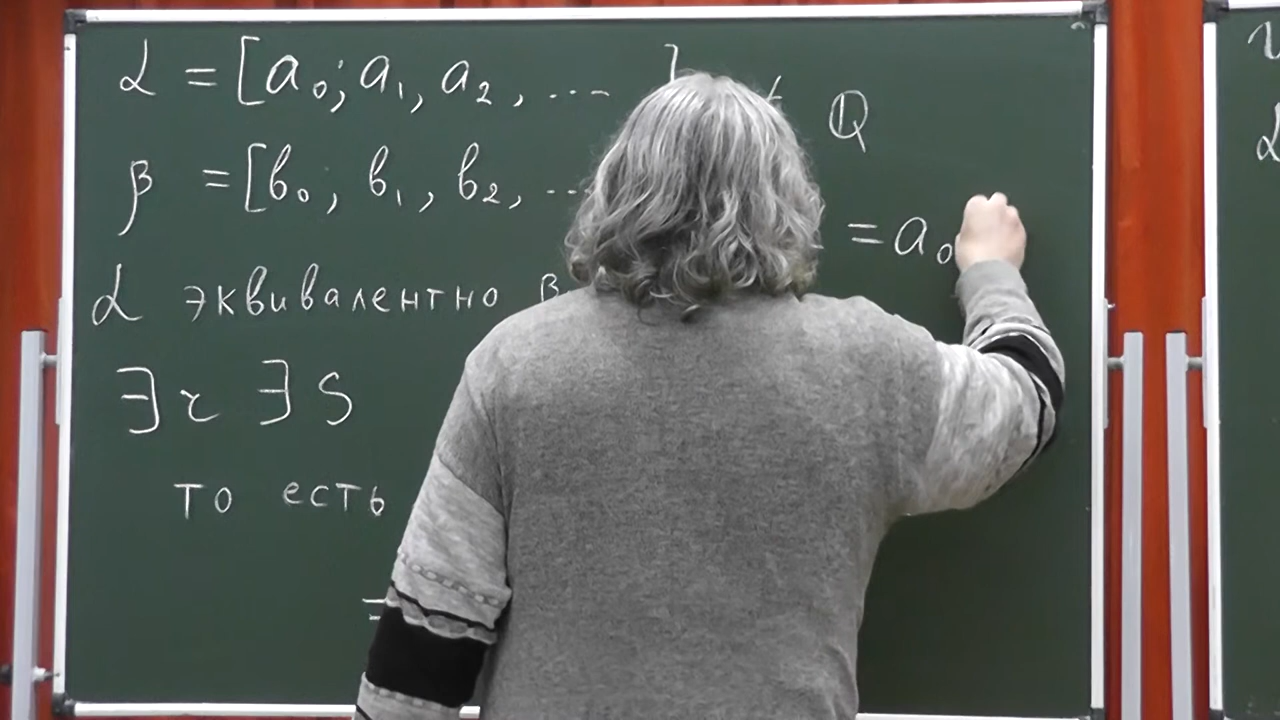 α = [a₀; a₁, a₂, ... ] ∉ ℚ
β = [b₀; b₁, b₂, ...
= a₀
α эквивалентно β
∃ r ∃ s
то есть
=
α